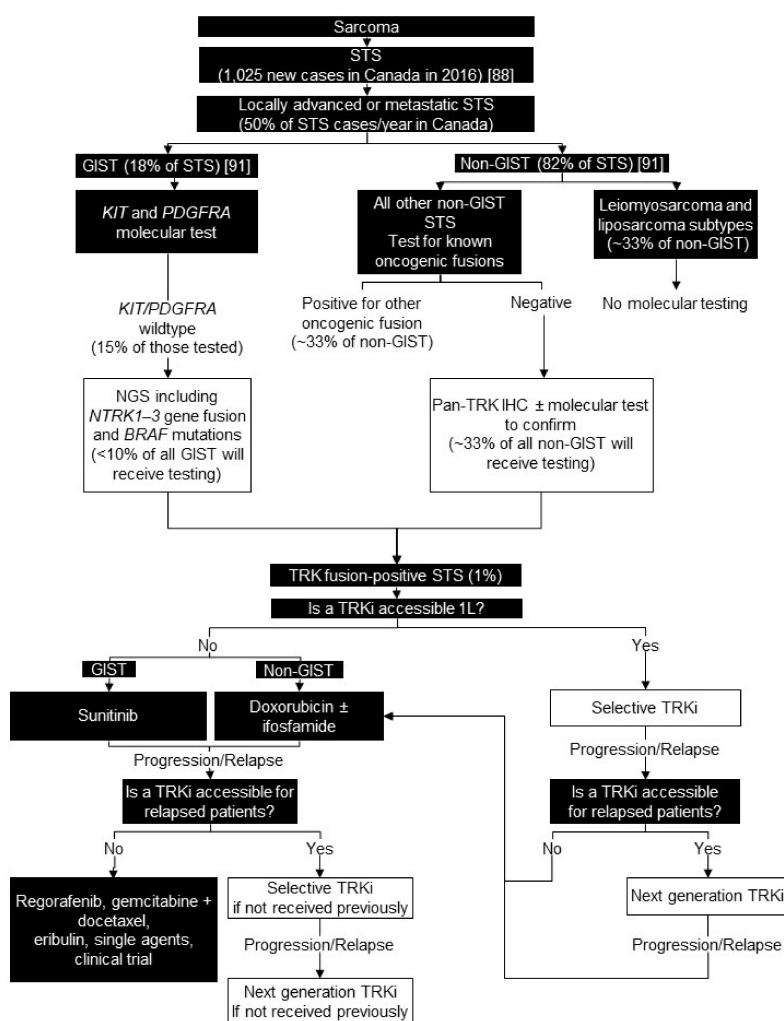 Sarcoma
STS
(1,025 new cases in Canada in 2016) [88]
Locally advanced or metastatic STS
(50% of STS cases/year in Canada)
GIST (18% of STS) [91]
Non-GIST (82% of STS) [91]
KIT and PDGFRA
molecular test
All other non-GIST
STS
Test for known
oncogenic fusions
Leiomyosarcoma and
liposarcoma subtypes
(~33% of non-GIST)
KIT/PDGFRA
wildtype
(15% of those tested)
Positive for other
oncogenic fusion
(~33% of non-GIST)
Negative
No molecular testing
NGS including
NTRK1–3 gene fusion
and BRAF mutations
(<10% of all GIST will
receive testing)
Pan-TRK IHC ± molecular test
to confirm
(~33% of all non-GIST will
receive testing)
TRK fusion-positive STS (1%)
Is a TRKi accessible 1L?
No
Yes
GIST
Non-GIST
Sunitinib
Doxorubicin ±
ifosfamide
Selective TRKi
Progression/Relapse
Progression/Relapse
Is a TRKi accessible for
relapsed patients?
Is a TRKi accessible
for relapsed patients?
No
Yes
No
Yes
Regorafenib, gemcitabine +
docetaxel,
eribulin, single agents,
clinical trial
Selective TRKi
if not received previously
Next generation TRKi
Progression/Relapse
Progression/Relapse
Next generation TRKi
If not received previously